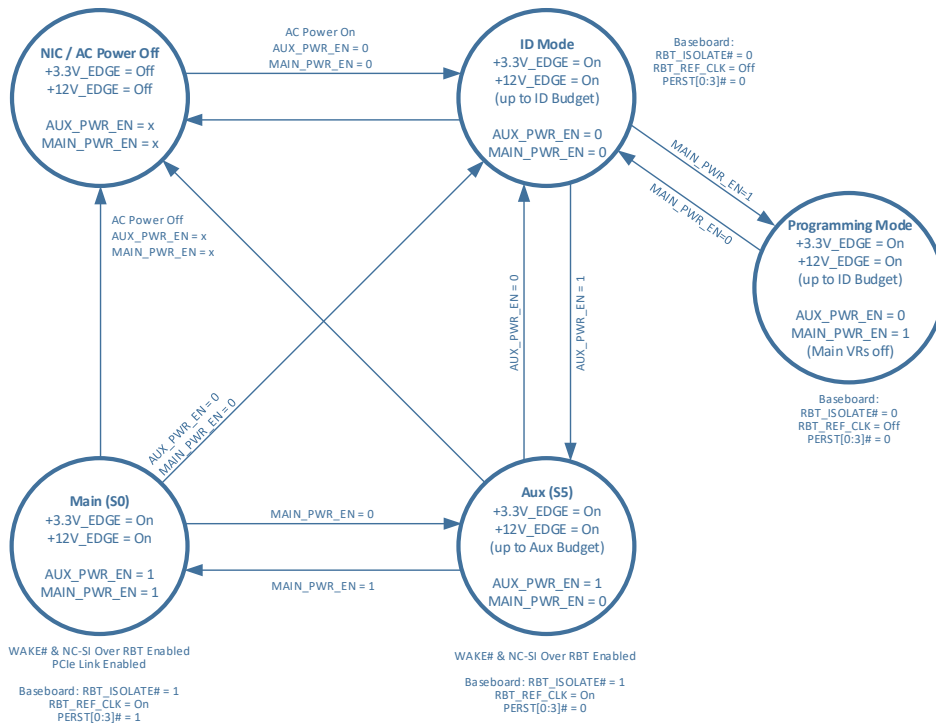 NIC / AC Power Off
+3.3V_EDGE = Off
+12V_EDGE = Off
AUX_PWR_EN = x
MAIN_PWR_EN = x
AC Power On
AUX_PWR_EN = 0
MAIN_PWR_EN = 0
ID Mode
+3.3V_EDGE = On
+12V_EDGE = On
(up to ID Budget)
AUX_PWR_EN = 0
MAIN_PWR_EN = 0
Baseboard:
RBT_ISOLATE# = 0
RBT_REF_CLK = Off
PERST[0:3]# = 0
MAIN_PWR_EN=1
MAIN_PWR_EN=0
Programming Mode
+3.3V_EDGE = On
+12V_EDGE = On
(up to ID Budget)
AUX_PWR_EN = 0
MAIN_PWR_EN = 1
(Main VRs off)
Baseboard:
RBT_ISOLATE# = 0
RBT_REF_CLK = Off
PERST[0:3]# = 0
AC Power Off
AUX_PWR_EN = x
MAIN_PWR_EN = x
AUX_PWR_EN = 0
MAIN_PWR_EN = 0
AUX_PWR_EN = 0
AUX_PWR_EN = 1
Main (S0)
+3.3V_EDGE = On
+12V_EDGE = On
AUX_PWR_EN = 1
MAIN_PWR_EN = 1
MAIN_PWR_EN = 0
MAIN_PWR_EN = 1
Aux (S5)
+3.3V_EDGE = On
+12V_EDGE = On
(up to Aux Budget)
AUX_PWR_EN = 1
MAIN_PWR_EN = 0
WAKE# & NC-SI Over RBT Enabled
PCIe Link Enabled
Baseboard: RBT_ISOLATE# = 1
RBT_REF_CLK = On
PERST[0:3]# = 1
WAKE# & NC-SI Over RBT Enabled
Baseboard: RBT_ISOLATE# = 1
RBT_REF_CLK = On
PERST[0:3]# = 0